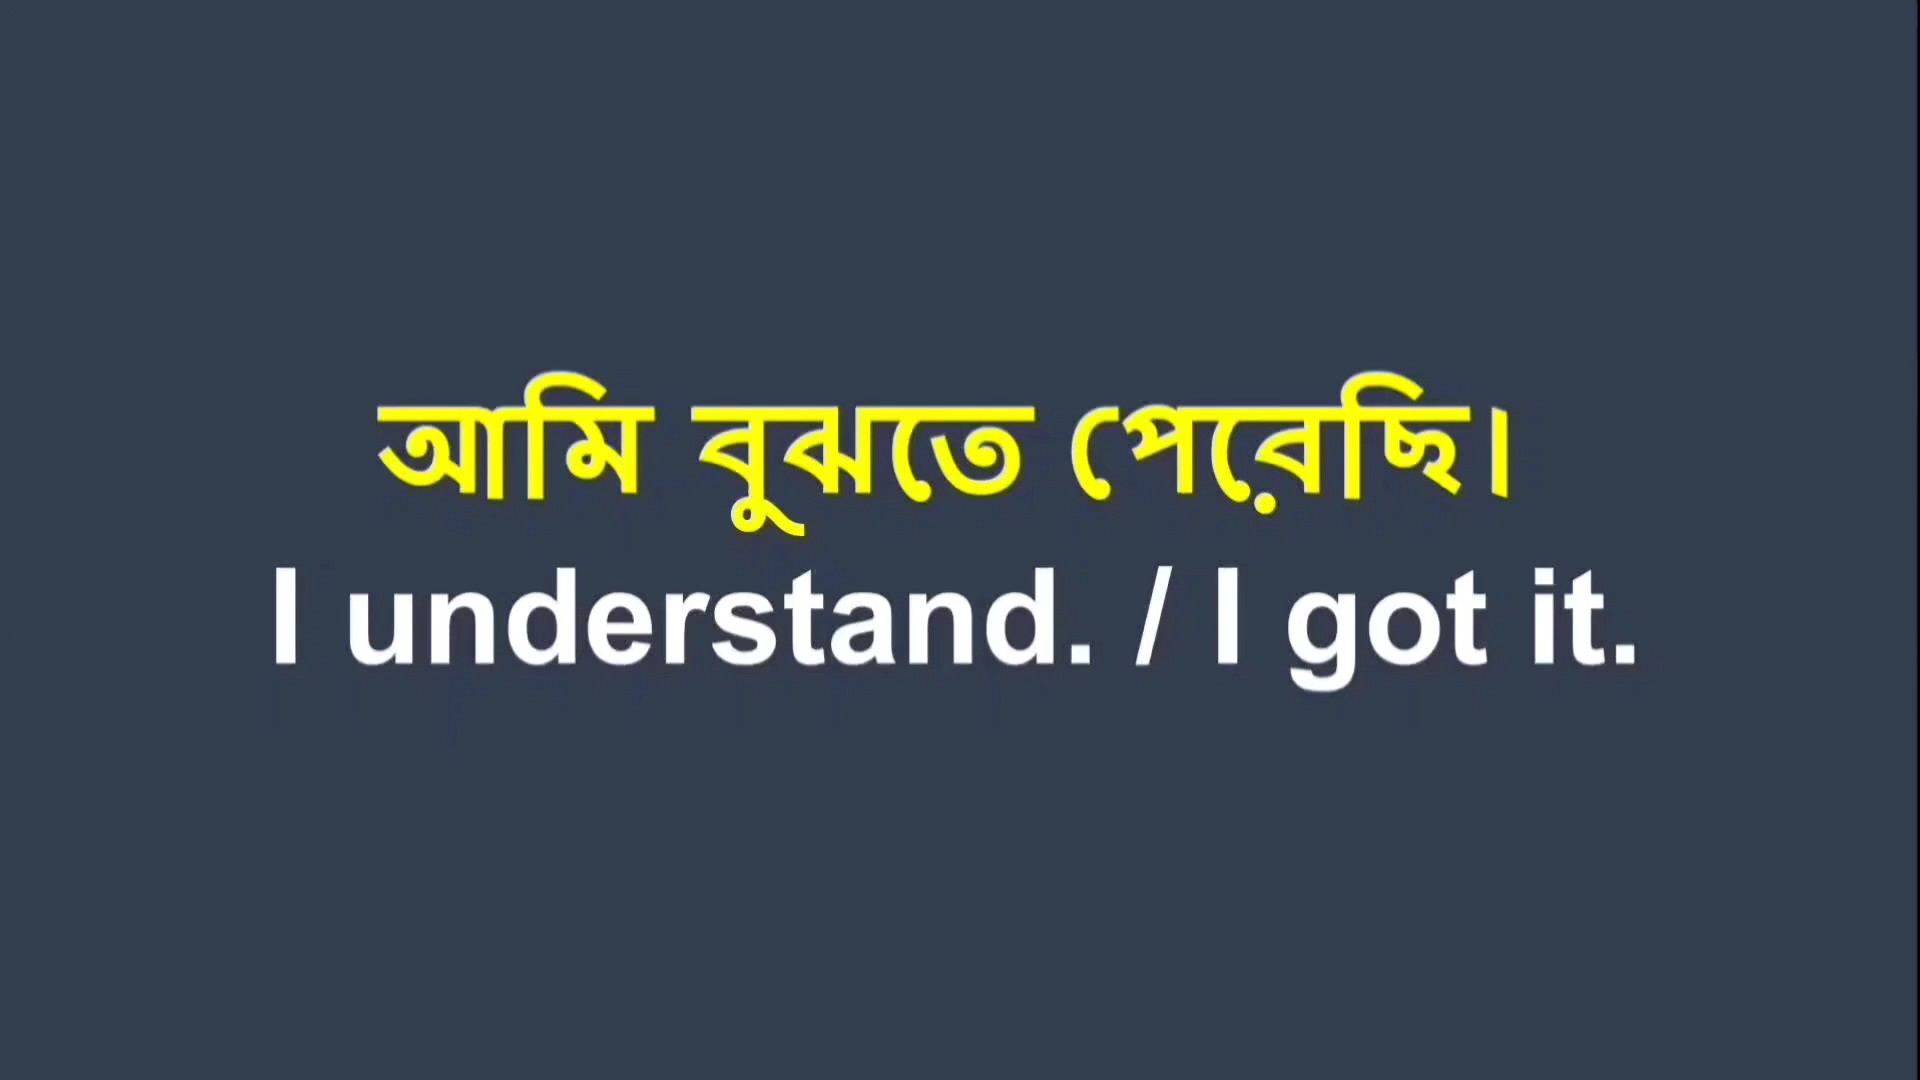 আমি বুঝতে পেরেছি।
I understand. / I got it.